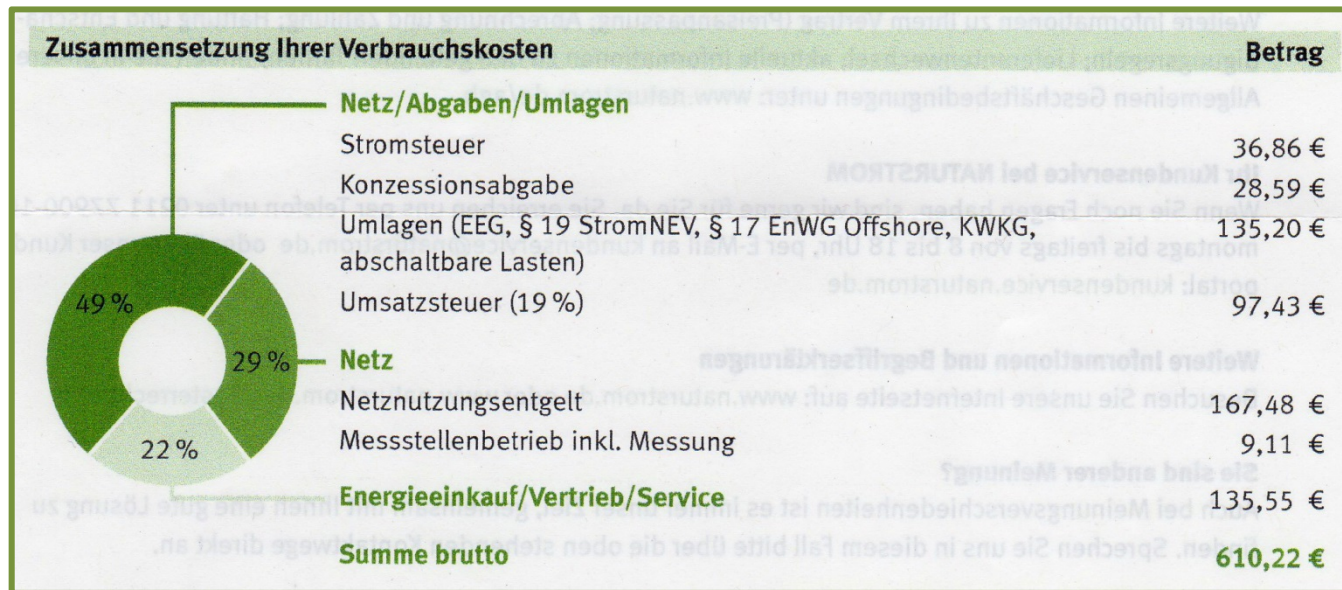 Zusammensetzung Ihrer Verbrauchskosten Betrag
Netz/Abgaben/Umlagen
Stromsteuer 36,86 €
Konzessionsabgabe 28,59 €
Umlagen (EEG, § 19 StromNEV, § 17 EnWG Offshore, KWKG, 135,20 €
abschaltbare Lasten)
Umsatzsteuer (19 %) 97,43 €
49 %
29 %
22 %
Netz
Netznutzungsentgelt 167,48 €
Messstellenbetrieb inkl. Messung 9,11 €
Energieeinkauf/Vertrieb/Service 135,55 €
Summe brutto 610,22 €